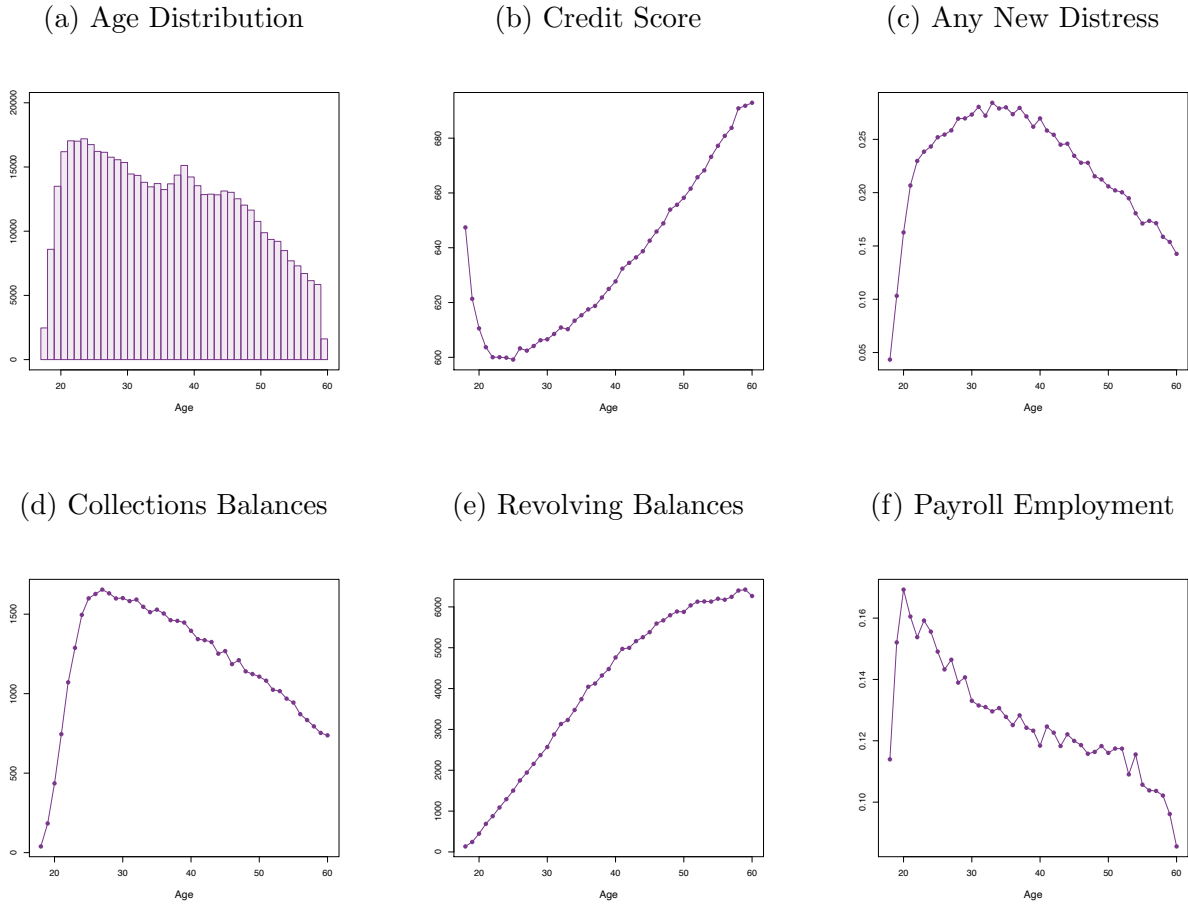 (a) Age Distribution
0
5000
10000
15000
20000
20 30 40 50 60
Age
(b) Credit Score
600
620
640
660
680
20 30 40 50 60
Age
(c) Any New Distress
0.05
0.10
0.15
0.20
0.25
20 30 40 50 60
Age
(d) Collections Balances
0
500
1000
1500
20 30 40 50 60
Age
(e) Revolving Balances
0
1000
2000
3000
4000
5000
6000
20 30 40 50 60
Age
(f) Payroll Employment
0.10
0.12
0.14
0.16
20 30 40 50 60
Age